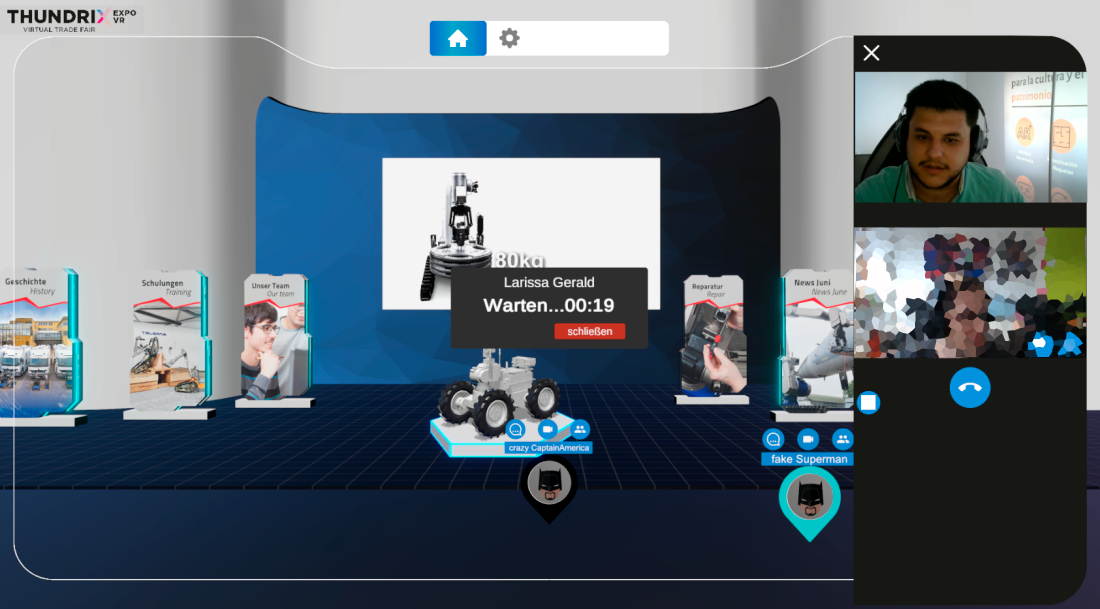 THUNDRIX EXPO VR
VIRTUAL TRADE FAIR
para la cultura y el
patrimonio
AR
80kg
Larissa Gerald
Warten...00:19
schließen
Geschichte
History
Schulungen
Training
Unser Team
Our team
Reparatur
Repair
News Juni
News June
crazy CaptainAmerica
fake Superman